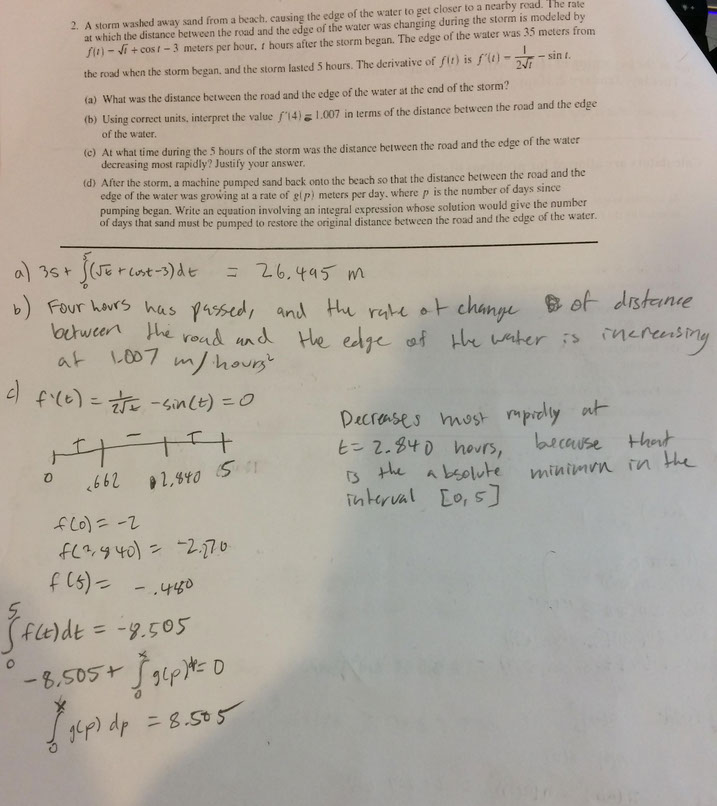 2. A storm washed away sand from a beach, causing the edge of the water to get closer to a nearby road. The rate
at which the distance between the road and the edge of the water was changing during the storm is modeled by
f(t) = √t + cos t − 3 meters per hour, t hours after the storm began. The edge of the water was 35 meters from
the road when the storm began, and the storm lasted 5 hours. The derivative of f(t) is f'(t) = 1/(2√t) − sin t.
(a) What was the distance between the road and the edge of the water at the end of the storm?
(b) Using correct units, interpret the value f'(4) = 1.007 in terms of the distance between the road and the edge
of the water.
(c) At what time during the 5 hours of the storm was the distance between the road and the edge of the water
decreasing most rapidly? Justify your answer.
(d) After the storm, a machine pumped sand back onto the beach so that the distance between the road and the
edge of the water was growing at a rate of g(p) meters per day, where p is the number of days since
pumping began. Write an equation involving an integral expression whose solution would give the number
of days that sand must be pumped to restore the original distance between the road and the edge of the water.
a) 35 + ∫₀⁵(√t + cost -3)dt = 26.495 m
b) Four hours has passed, and the rate of change of distance
between the road and the edge of the water is increasing
at 1.007 m/hours²
c) f'(t) = 1/(2√t) - sin(t) = 0
+ − +
0 .662 2.840 5
f(0) = -2
f(2.840) = -2.270
f(5) = -.480
Decreases most rapidly at
t = 2.840 hours, because that
is the absolute minimum in the
interval [0,5]
∫₀⁵ f(t)dt = -8.505
-8.505 + ∫₀ˣ g(p) = 0
∫₀ˣ g(p) dp = 8.505